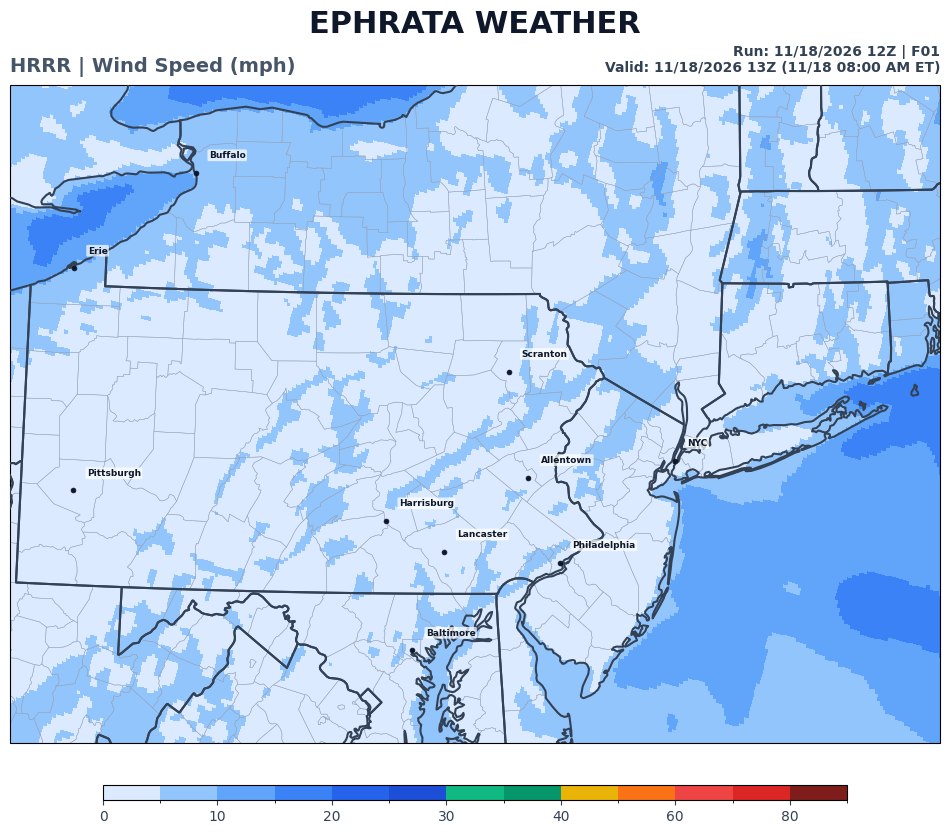 EPHRATA WEATHER
HRRR | Wind Speed (mph)
Run: 11/18/2026 12Z | F01
Valid: 11/18/2026 13Z (11/18 08:00 AM ET)
Buffalo
Erie
Scranton
NYC
Allentown
Pittsburgh
Harrisburg
Lancaster
Philadelphia
Baltimore
0 10 20 30 40 50 60 70 80